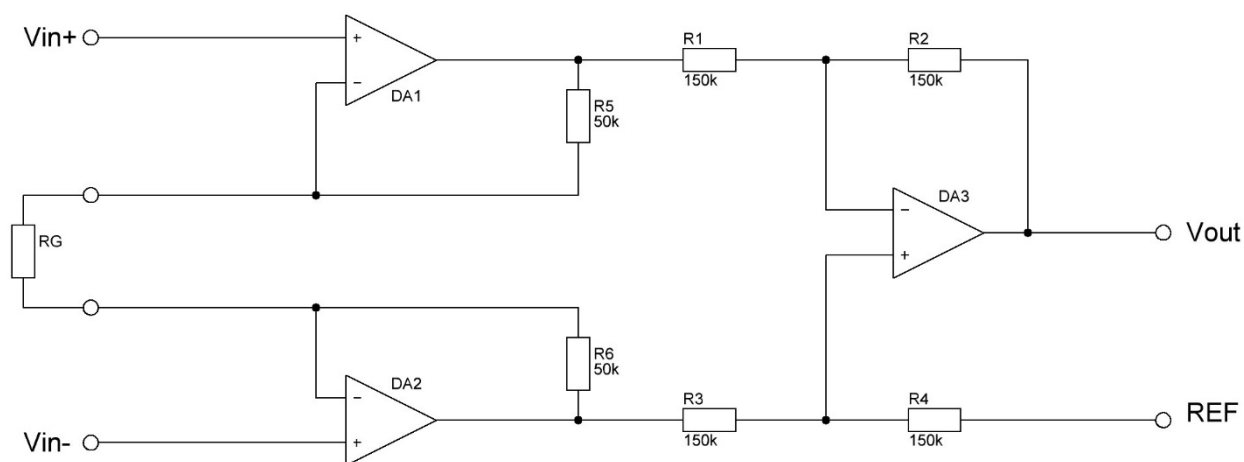 Vin+
+
−
DA1
R5
50k
R1
150k
R2
150k
RG
DA3
−
+
Vout
R6
50k
DA2
−
+
Vin-
R3
150k
R4
150k
REF